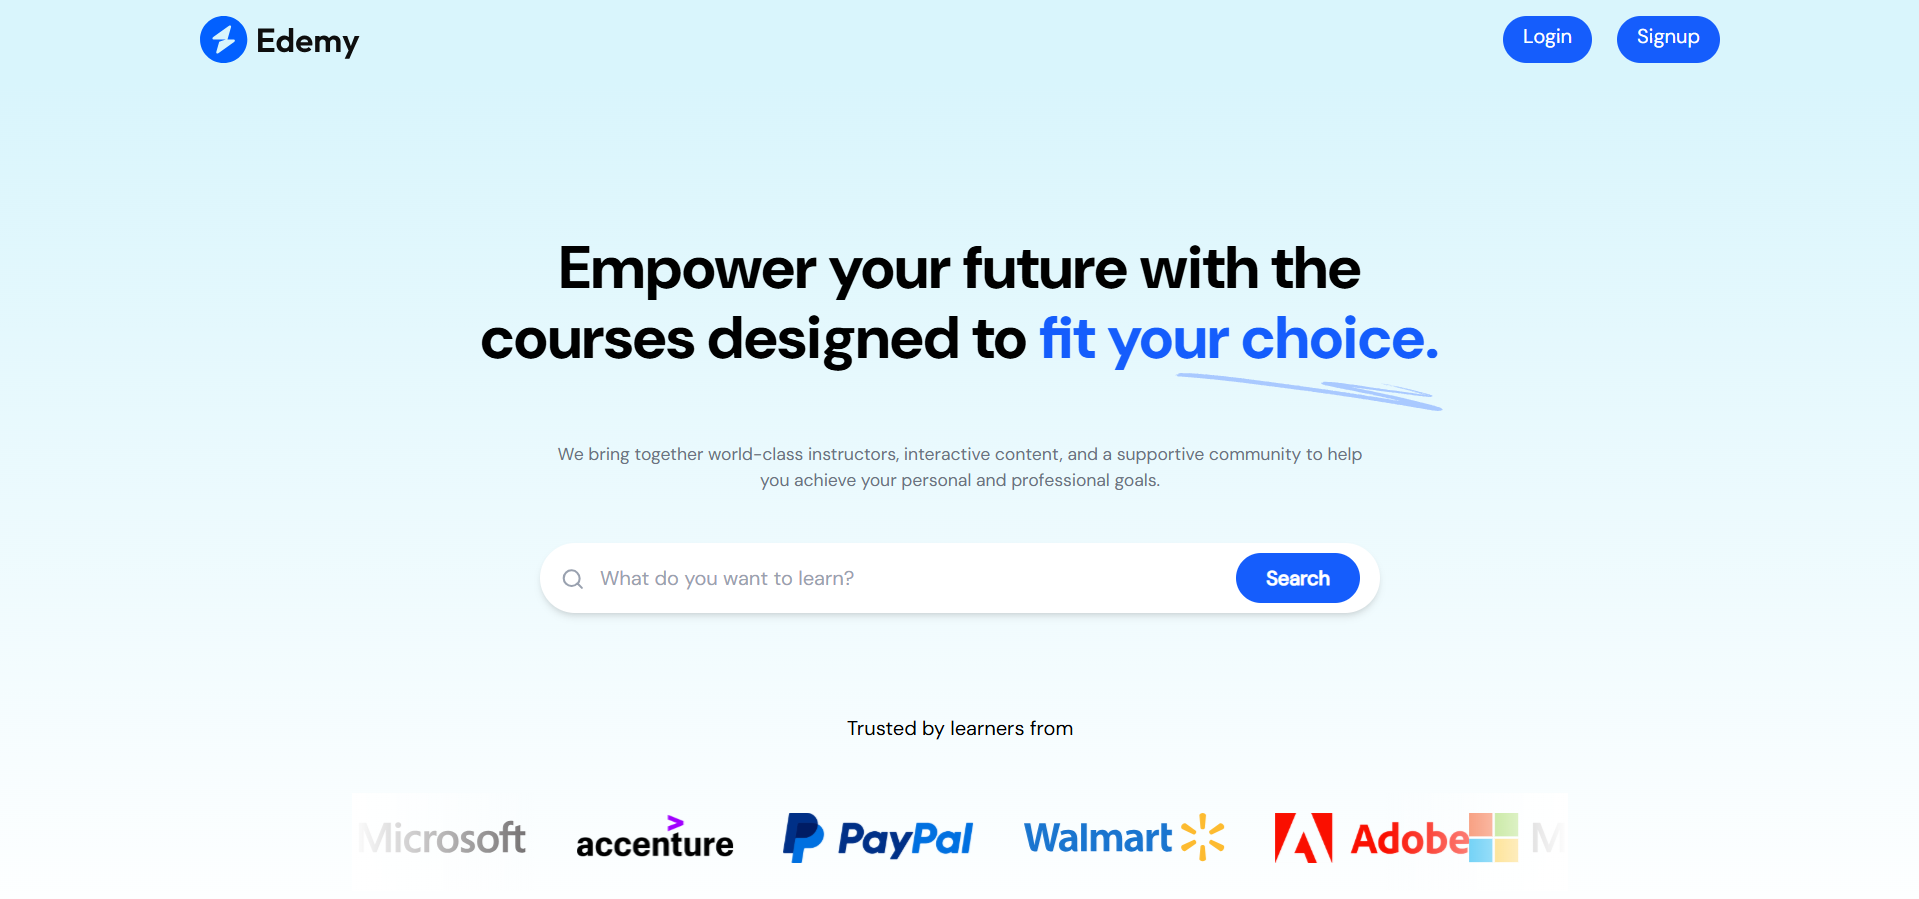 Edemy
Login
Signup
Empower your future with the
courses designed to fit your choice.
We bring together world-class instructors, interactive content, and a supportive community to help
you achieve your personal and professional goals.
What do you want to learn?
Search
Trusted by learners from
Microsoft accenture PayPal Walmart Adobe M